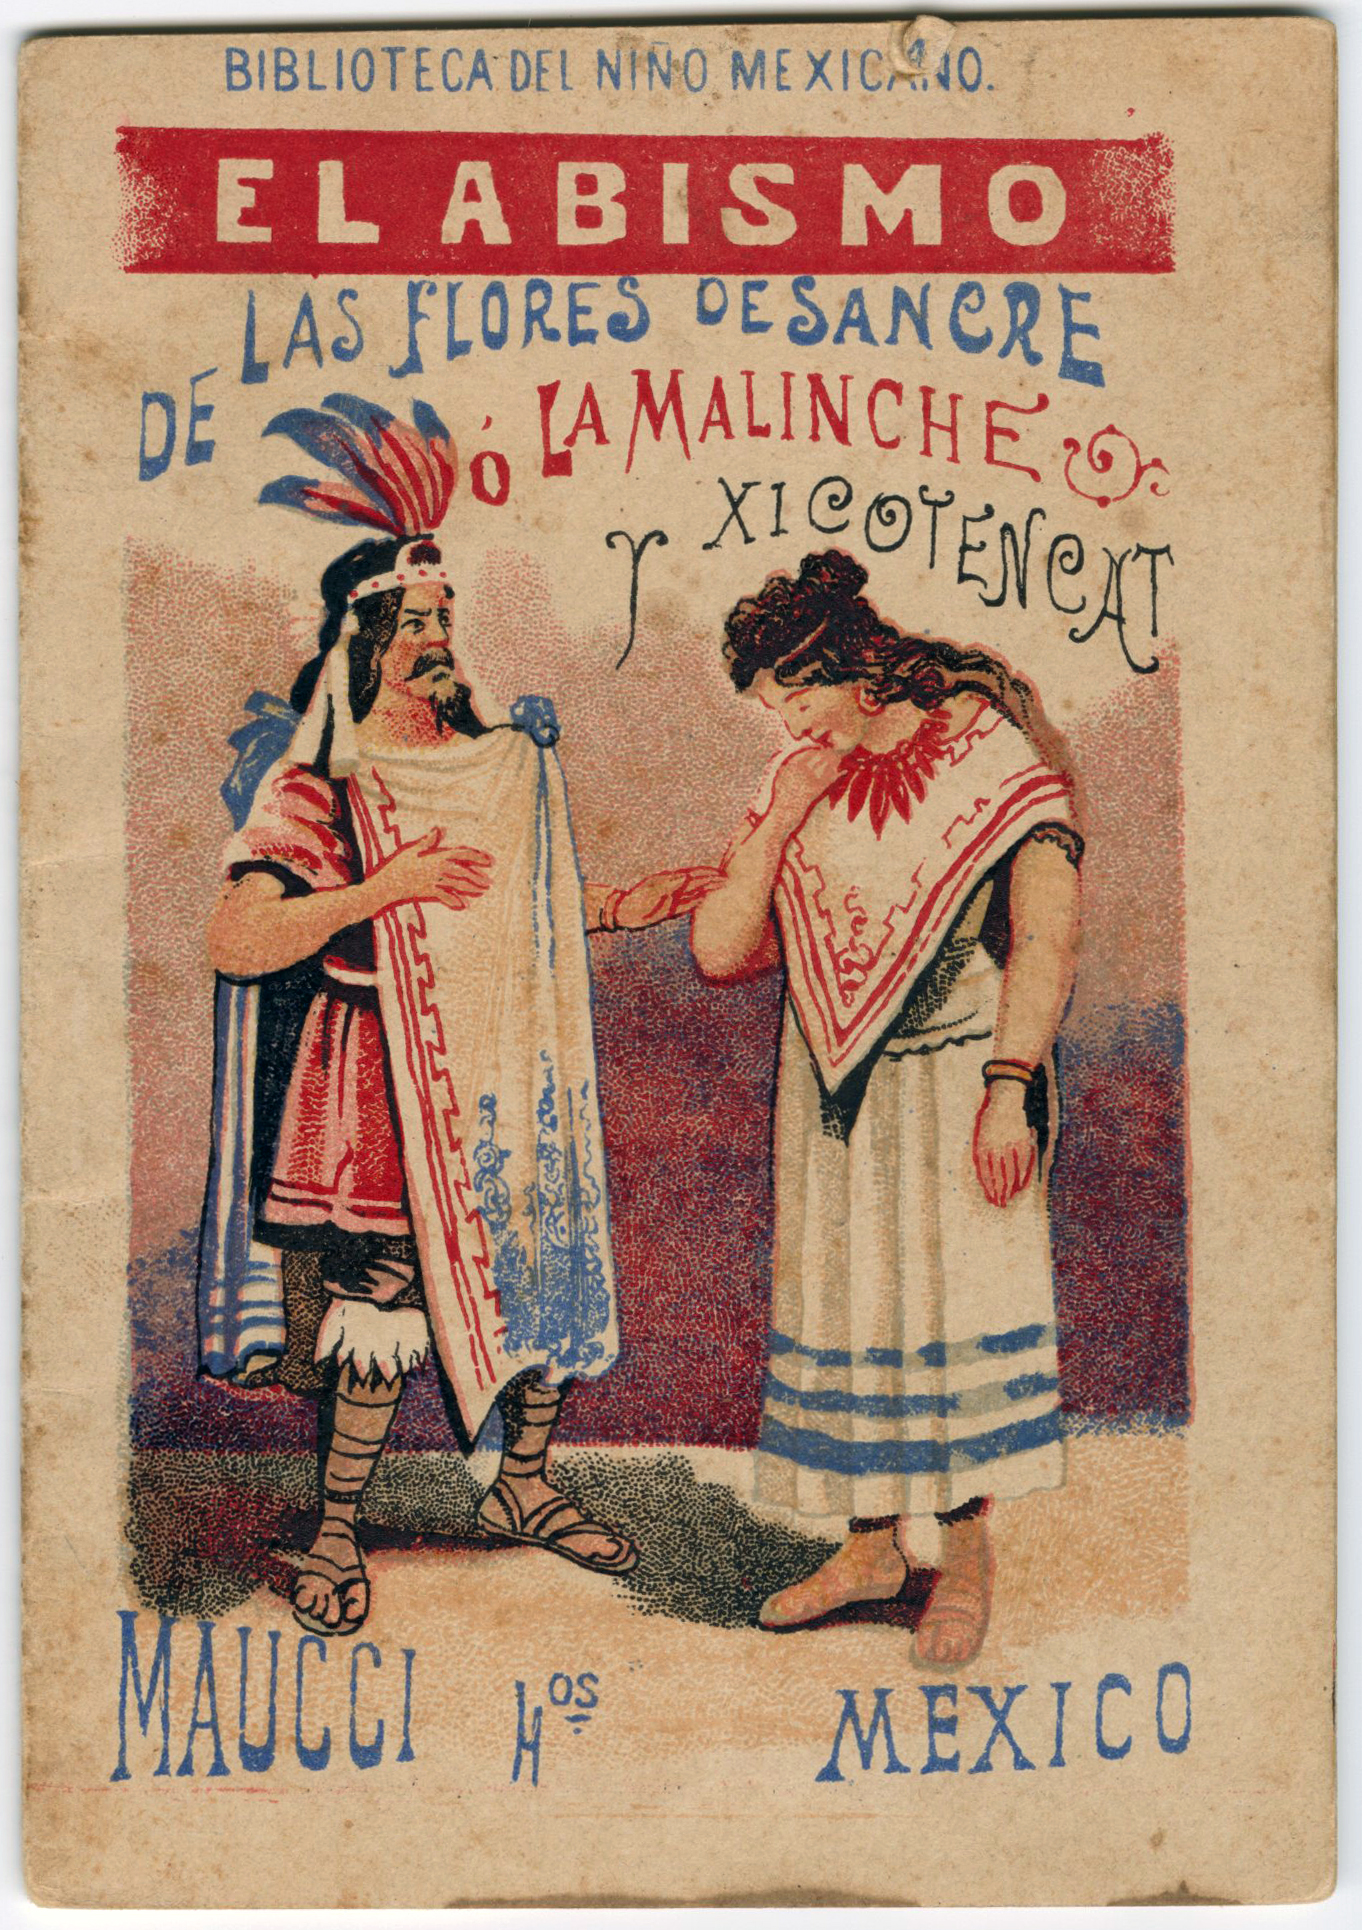 BIBLIOTECA DEL NIÑO MEXICANO.
EL ABISMO
DE LAS FLORES DE SANGRE
Ó LA MALINCHE
Y XICOTENCAT
MAUCCI Hos MEXICO